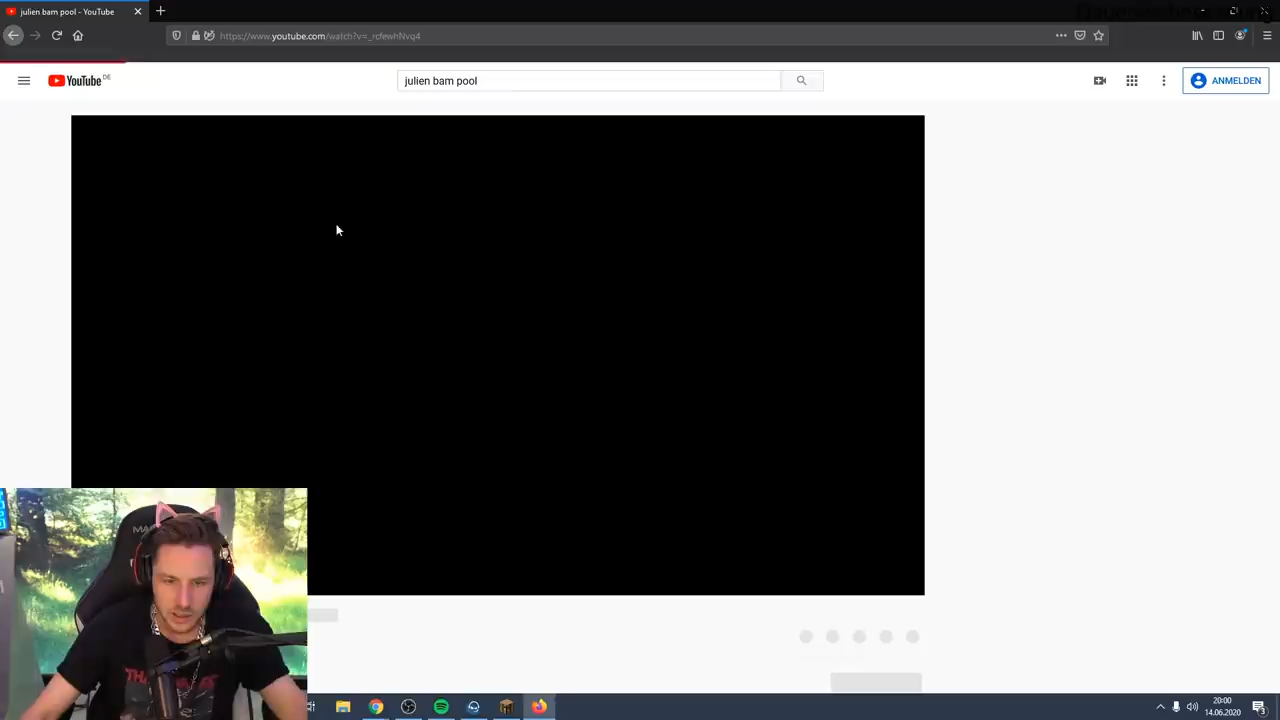 julien bam pool - YouTube
https://www.youtube.com/watch?v=_rcfewhNvq4
YouTube DE
julien bam pool
ANMELDEN
20:00
14.06.2020
3